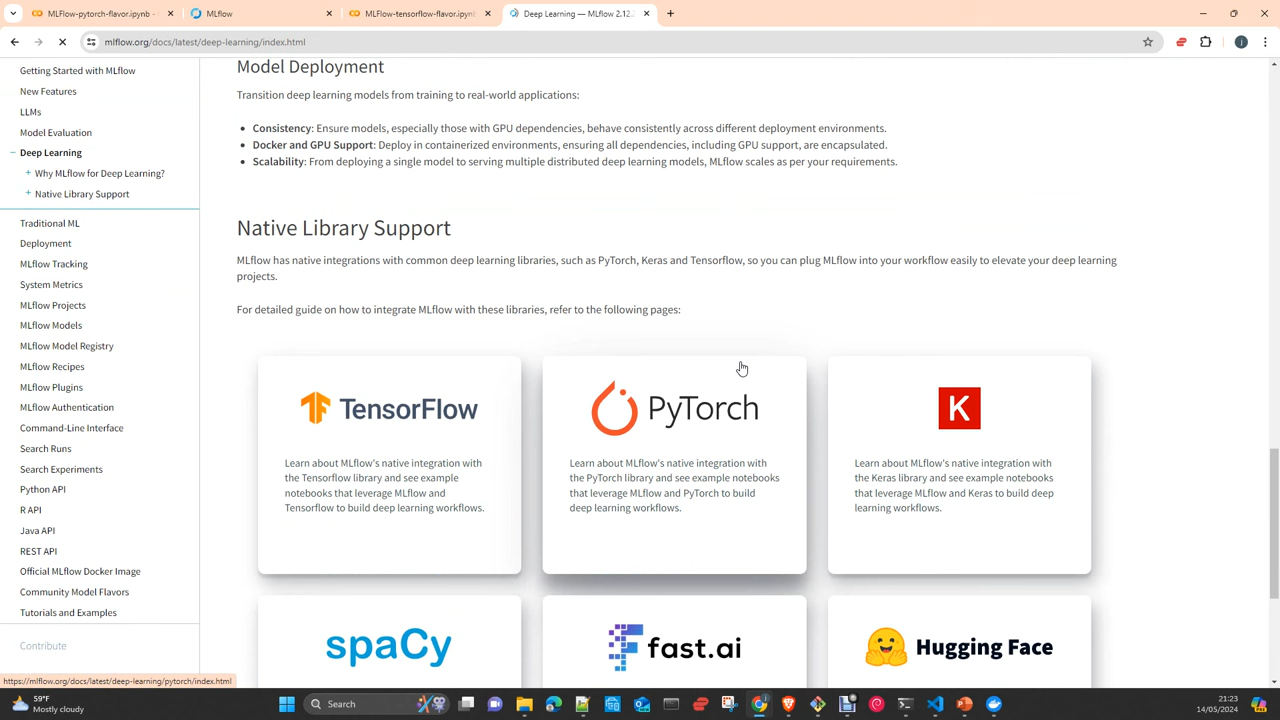 MLFlow-pytorch-flavor.ipynb -
MLflow
MLFlow-tensorflow-flavor.ipynb
Deep Learning — MLflow 2.12.
mlflow.org/docs/latest/deep-learning/index.html
Getting Started with MLflow
New Features
LLMs
Model Evaluation
Deep Learning
Why MLflow for Deep Learning?
Native Library Support
Traditional ML
Deployment
MLflow Tracking
System Metrics
MLflow Projects
MLflow Models
MLflow Model Registry
MLflow Recipes
MLflow Plugins
MLflow Authentication
Command-Line Interface
Search Runs
Search Experiments
Python API
R API
Java API
REST API
Official MLflow Docker Image
Community Model Flavors
Tutorials and Examples
Contribute
https://mlflow.org/docs/latest/deep-learning/pytorch/index.html
Model Deployment
Transition deep learning models from training to real-world applications:
Consistency: Ensure models, especially those with GPU dependencies, behave consistently across different deployment environments.
Docker and GPU Support: Deploy in containerized environments, ensuring all dependencies, including GPU support, are encapsulated.
Scalability: From deploying a single model to serving multiple distributed deep learning models, MLflow scales as per your requirements.
Native Library Support
MLflow has native integrations with common deep learning libraries, such as PyTorch, Keras and Tensorflow, so you can plug MLflow into your workflow easily to elevate your deep learning
projects.
For detailed guide on how to integrate MLflow with these libraries, refer to the following pages:
TensorFlow
Learn about MLflow's native integration with
the Tensorflow library and see example
notebooks that leverage MLflow and
Tensorflow to build deep learning workflows.
PyTorch
Learn about MLflow's native integration with
the PyTorch library and see example notebooks
that leverage MLflow and PyTorch to build
deep learning workflows.
K
Learn about MLflow's native integration with
the Keras library and see example notebooks
that leverage MLflow and Keras to build deep
learning workflows.
spaCy
fast.ai
Hugging Face
59°F
Mostly cloudy
Search
21:23
14/05/2024